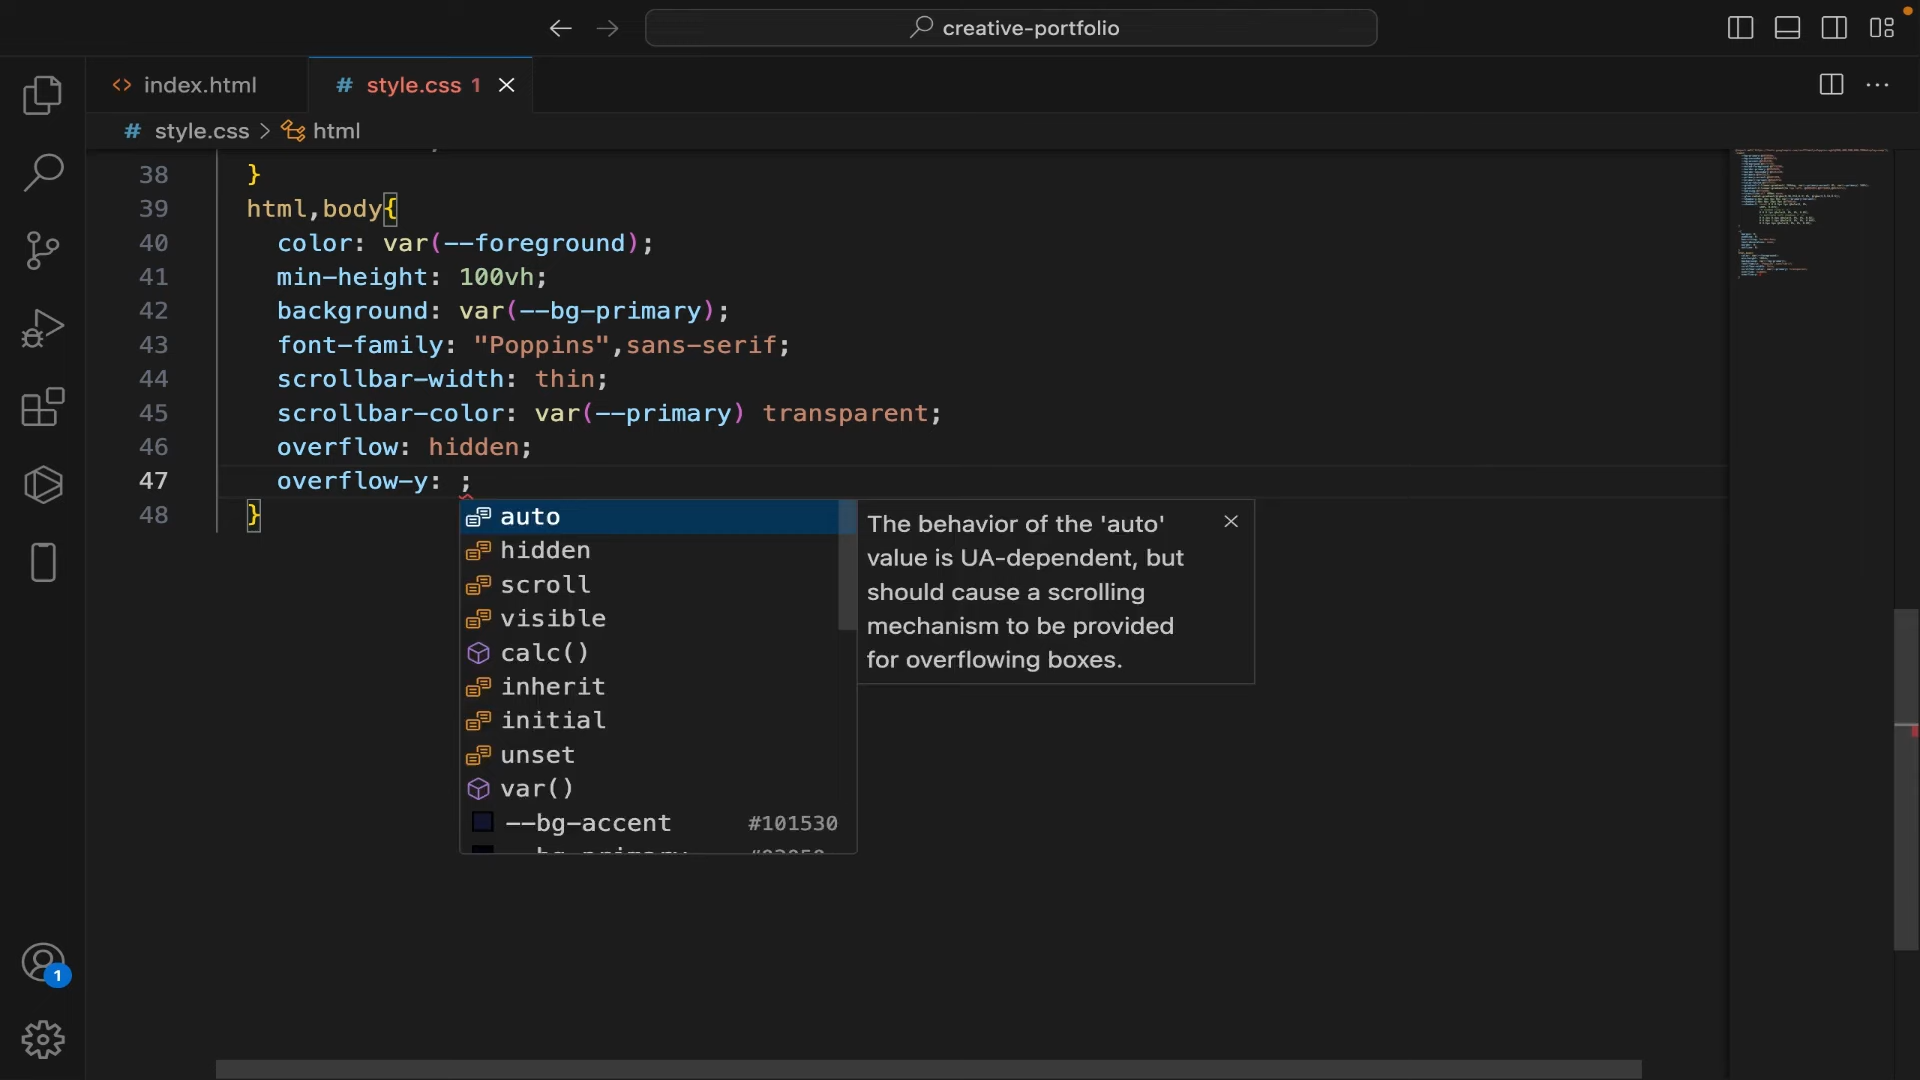 creative-portfolio
index.html
style.css 1
# style.css > html
38 }
39 html,body{
40 color: var(--foreground);
41 min-height: 100vh;
42 background: var(--bg-primary);
43 font-family: "Poppins",sans-serif;
44 scrollbar-width: thin;
45 scrollbar-color: var(--primary) transparent;
46 overflow: hidden;
47 overflow-y: ;
48 }
auto
hidden
scroll
visible
calc()
inherit
initial
unset
var()
--bg-accent #101530
The behavior of the 'auto'
value is UA-dependent, but
should cause a scrolling
mechanism to be provided
for overflowing boxes.
1